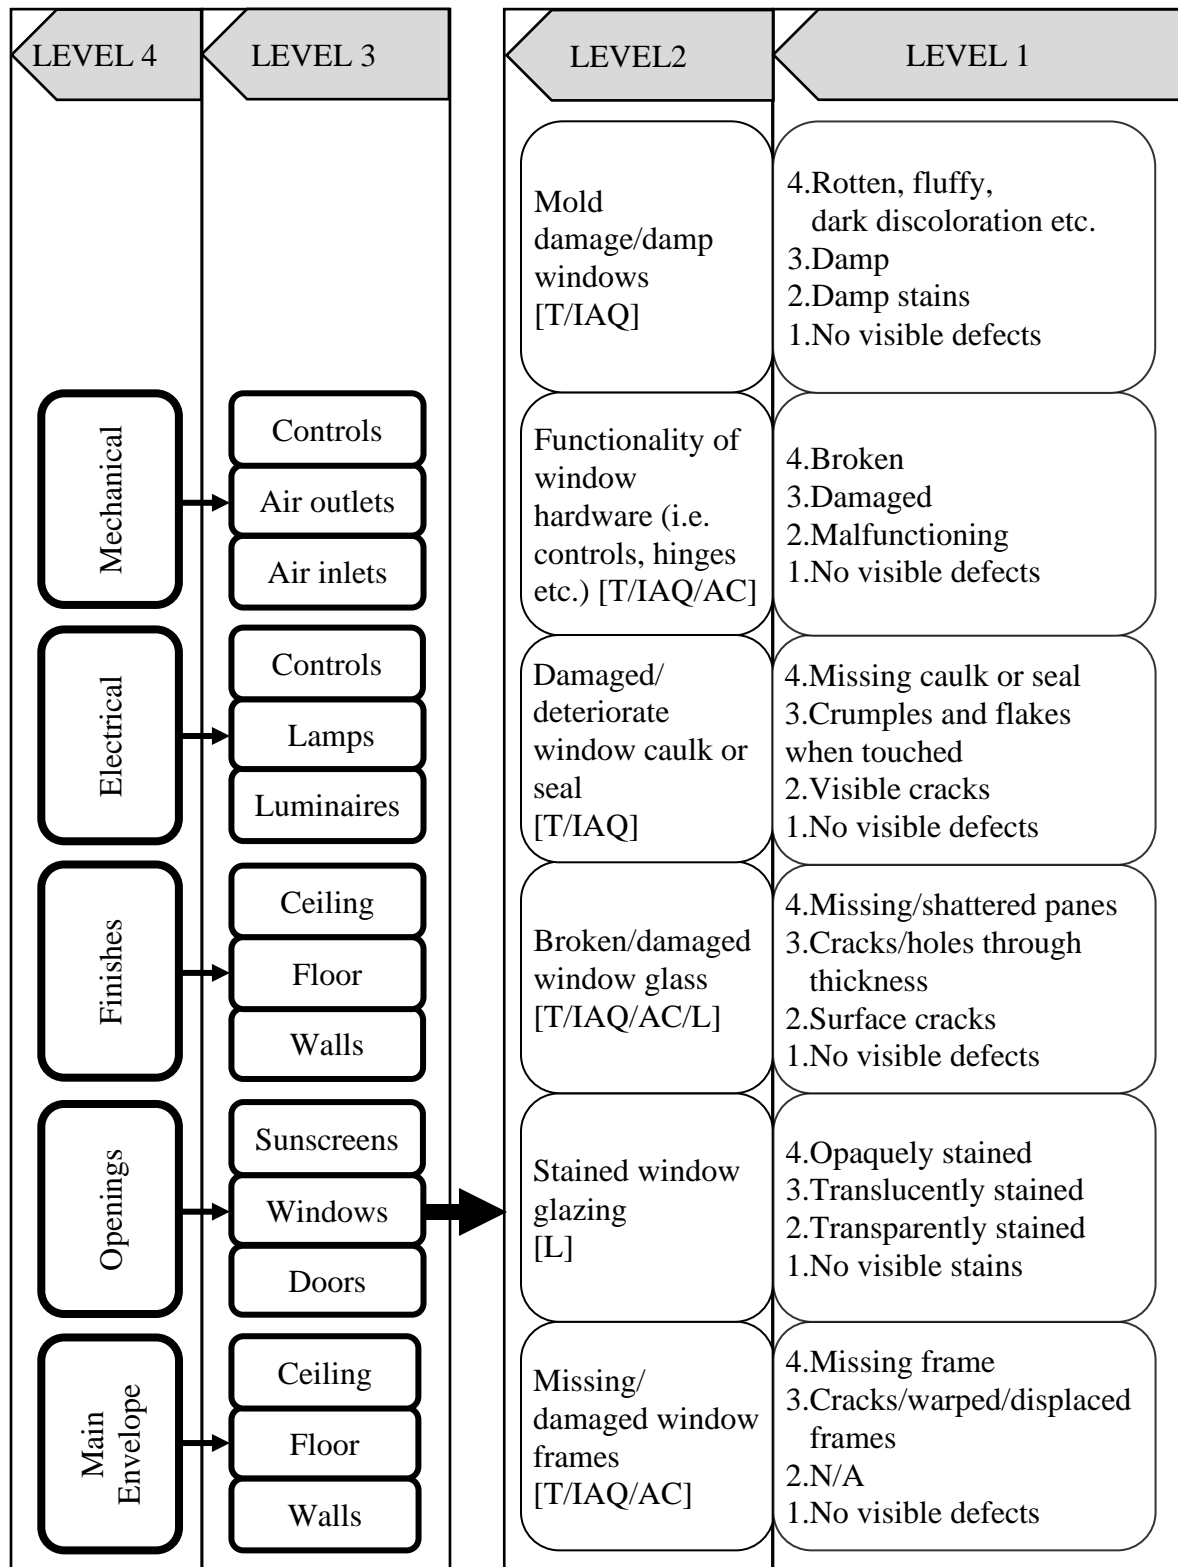 LEVEL 4
LEVEL 3
LEVEL2
LEVEL 1
Mechanical
Controls
Air outlets
Air inlets
Electrical
Controls
Lamps
Luminaires
Finishes
Ceiling
Floor
Walls
Openings
Sunscreens
Windows
Doors
Main
Envelope
Ceiling
Floor
Walls
Mold
damage/damp
windows
[T/IAQ]
4.Rotten, fluffy,
dark discoloration etc.
3.Damp
2.Damp stains
1.No visible defects
Functionality of
window
hardware (i.e.
controls, hinges
etc.) [T/IAQ/AC]
4.Broken
3.Damaged
2.Malfunctioning
1.No visible defects
Damaged/
deteriorate
window caulk or
seal
[T/IAQ]
4.Missing caulk or seal
3.Crumples and flakes
when touched
2.Visible cracks
1.No visible defects
Broken/damaged
window glass
[T/IAQ/AC/L]
4.Missing/shattered panes
3.Cracks/holes through
thickness
2.Surface cracks
1.No visible defects
Stained window
glazing
[L]
4.Opaquely stained
3.Translucently stained
2.Transparently stained
1.No visible stains
Missing/
damaged window
frames
[T/IAQ/AC]
4.Missing frame
3.Cracks/warped/displaced
frames
2.N/A
1.No visible defects